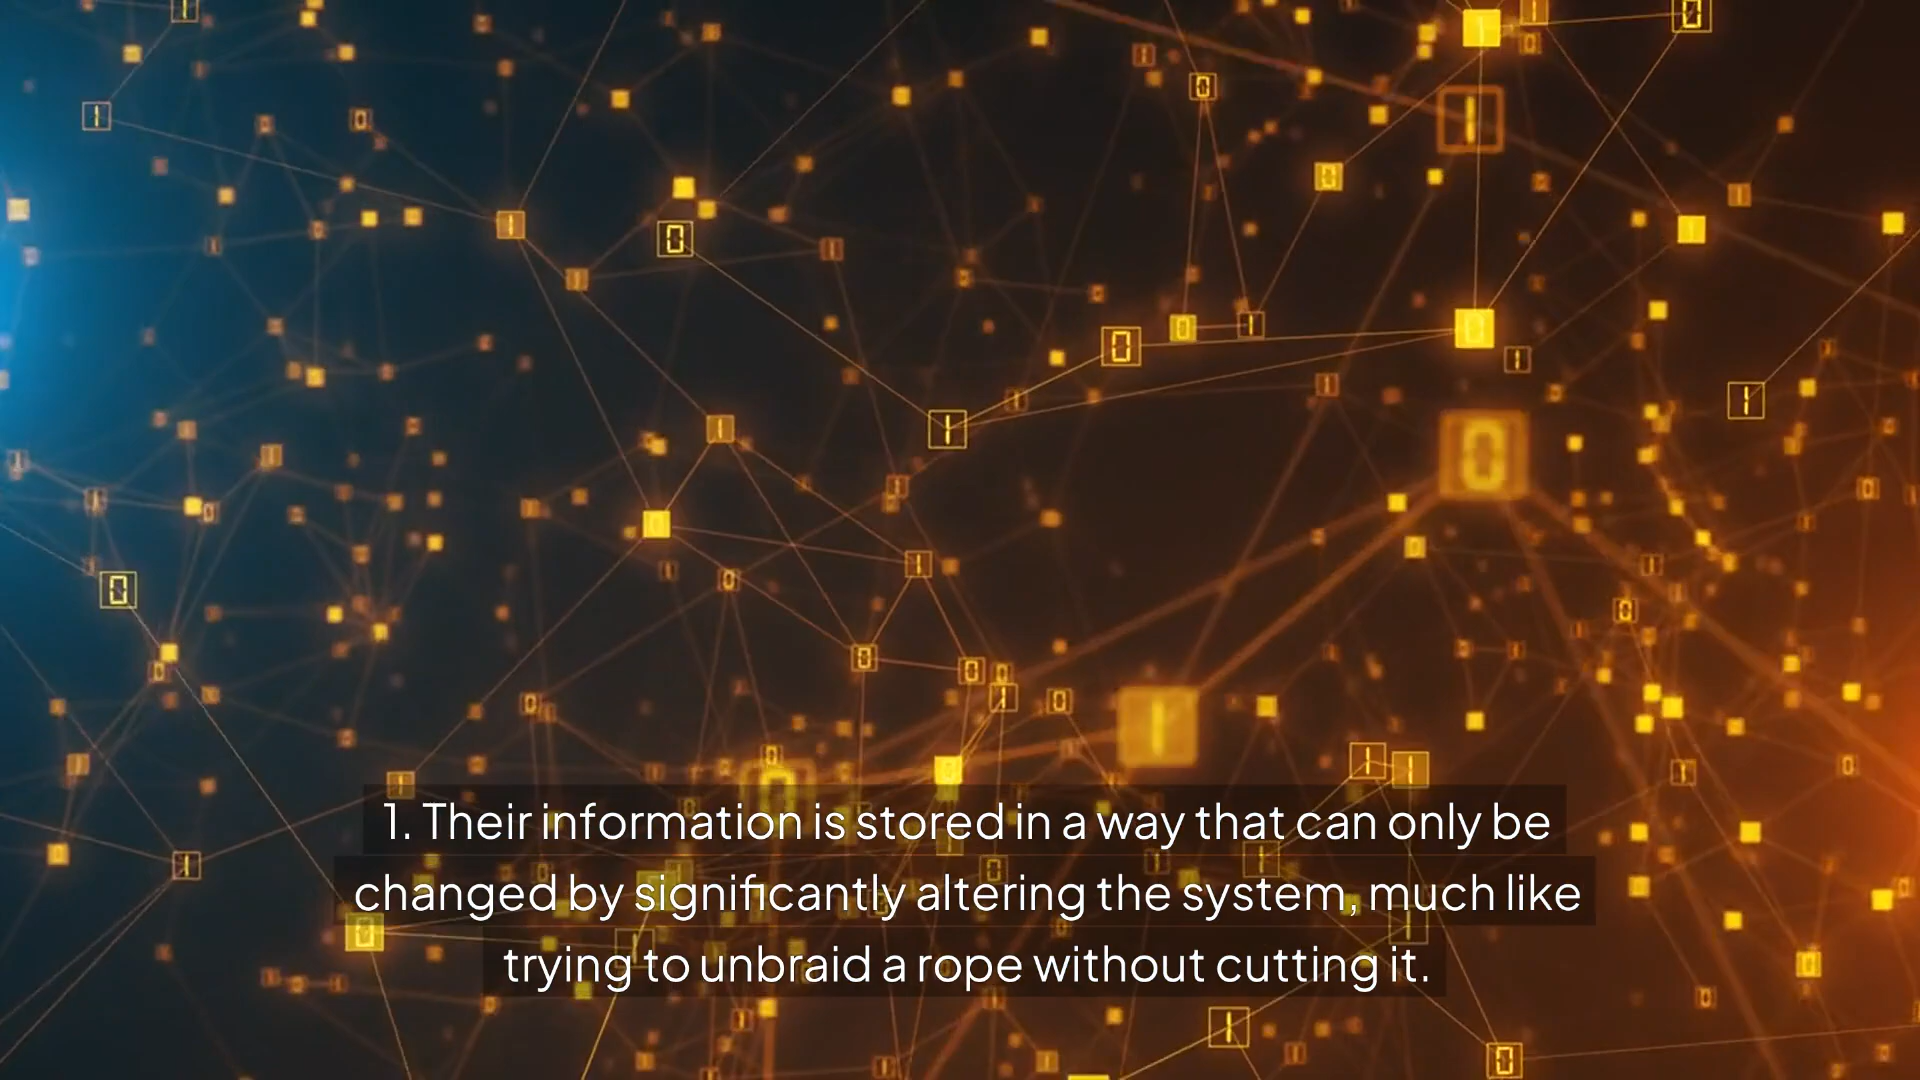 1. Their information is stored in a way that can only be
changed by significantly altering the system, much like
trying to unbraid a rope without cutting it.